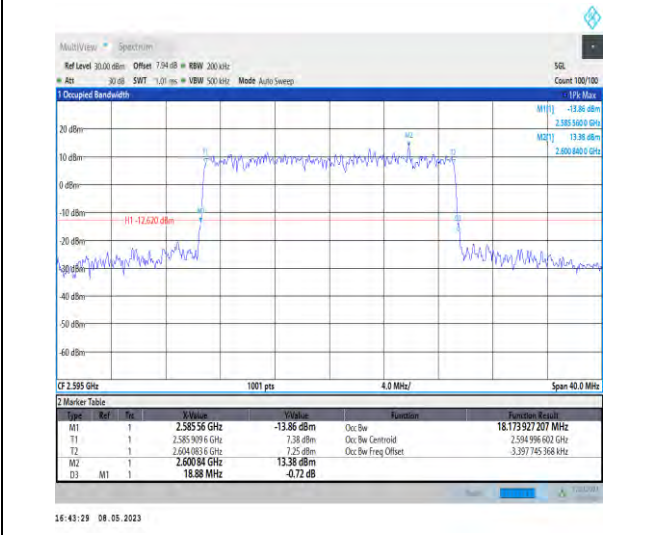 MultiView Spectrum
Ref Level 30.00 dBm Offset 7.94 dB RBW 200 kHz SGL
Att 30 dB SWT 1.01 ms VBW 500 kHz Mode Auto Sweep Count 100/100
1 Occupied Bandwidth 1Pk Max
M1[1] -13.86 dBm
2.585 560 0 GHz
20 dBm
M2[1] 13.38 dBm
M2
2.600 840 0 GHz
T1 T2
10 dBm
0 dBm
-10 dBm M1
H1 -12.620 dBm
-20 dBm
-30 dBm
-40 dBm
-50 dBm
-60 dBm
CF 2.595 GHz 1001 pts 4.0 MHz/ Span 40.0 MHz
2 Marker Table
Type Ref Trc X-Value Y-Value Function Function Result
M1 1 2.585 56 GHz -13.86 dBm Occ Bw 18.173 927 207 MHz
T1 1 2.585 909 6 GHz 7.38 dBm Occ Bw Centroid 2.594 996 602 GHz
T2 1 2.604 083 6 GHz 7.25 dBm Occ Bw Freq Offset -3.397 745 368 kHz
M2 1 2.600 84 GHz 13.38 dBm
D3 M1 1 18.88 MHz -0.72 dB
16:43:29 08.05.2023